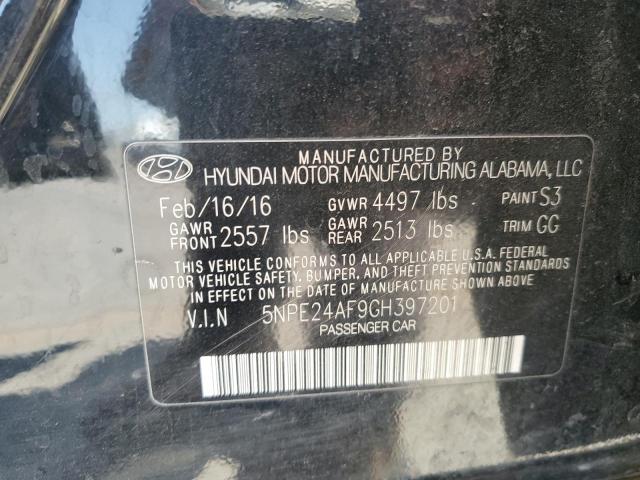 MANUFACTURED BY
HYUNDAI MOTOR MANUFACTURING ALABAMA, LLC
Feb/16/16 GVWR 4497 lbs PAINT S3
GAWR FRONT 2557 lbs GAWR REAR 2513 lbs TRIM GG
THIS VEHICLE CONFORMS TO ALL APPLICABLE U.S.A. FEDERAL
MOTOR VEHICLE SAFETY, BUMPER, AND THEFT PREVENTION STANDARDS
IN EFFECT ON THE DATE OF MANUFACTURE SHOWN ABOVE.
V.I.N 5NPE24AF9GH397201
PASSENGER CAR